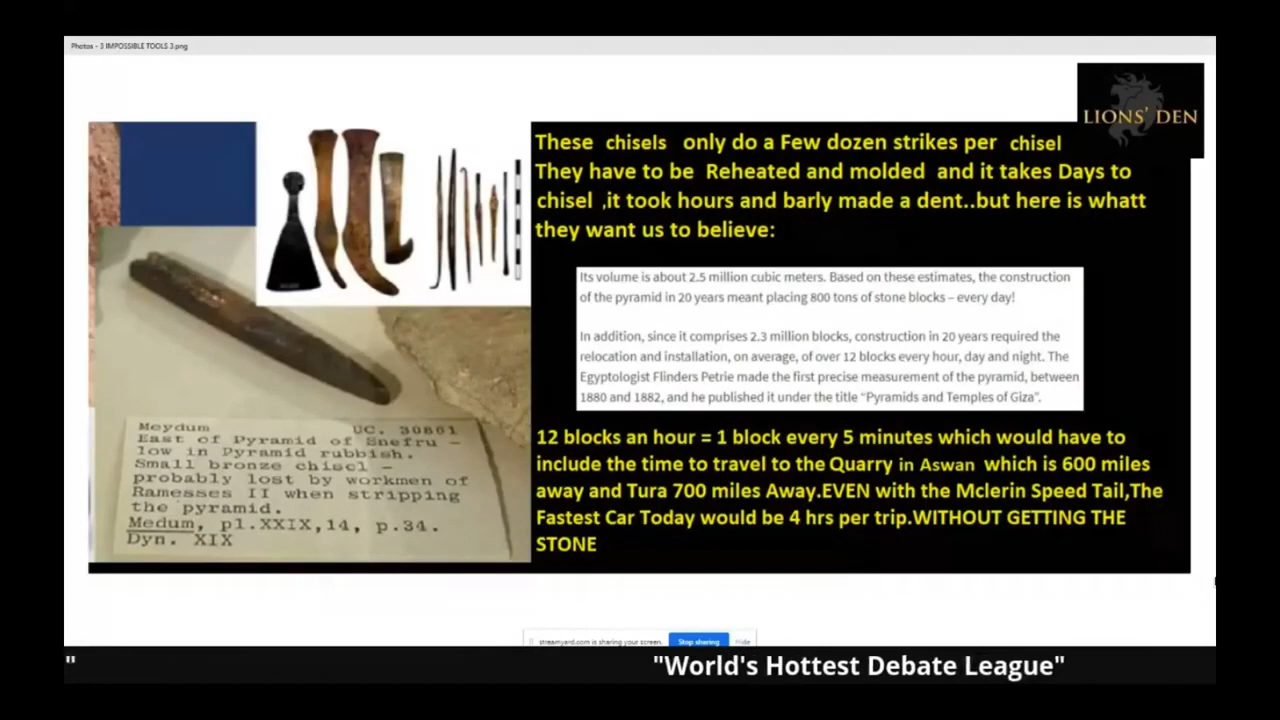 Photos - 3 IMPOSSIBLE TOOLS 3.png
LIONS' DEN
These chisels only do a Few dozen strikes per chisel
They have to be Reheated and molded and it takes Days to
chisel ,it took hours and barly made a dent..but here is whatt
they want us to believe:
Its volume is about 2.5 million cubic meters. Based on these estimates, the construction
of the pyramid in 20 years meant placing 800 tons of stone blocks – every day!
In addition, since it comprises 2.3 million blocks, construction in 20 years required the
relocation and installation, on average, of over 12 blocks every hour, day and night. The
Egyptologist Flinders Petrie made the first precise measurement of the pyramid, between
1880 and 1882, and he published it under the title “Pyramids and Temples of Giza”.
12 blocks an hour = 1 block every 5 minutes which would have to
include the time to travel to the Quarry in Aswan which is 600 miles
away and Tura 700 miles Away.EVEN with the Mclerin Speed Tail,The
Fastest Car Today would be 4 hrs per trip.WITHOUT GETTING THE
STONE
Meydum UC. 30861
East of Pyramid of Snefru -
low in Pyramid rubbish.
Small bronze chisel -
probably lost by workmen of
Ramesses II when stripping
the pyramid.
Medum, pl.XXIX,14, p.34.
Dyn. XIX
streamyard.com is sharing your screen.
Stop sharing
Hide
"
"World's Hottest Debate League"